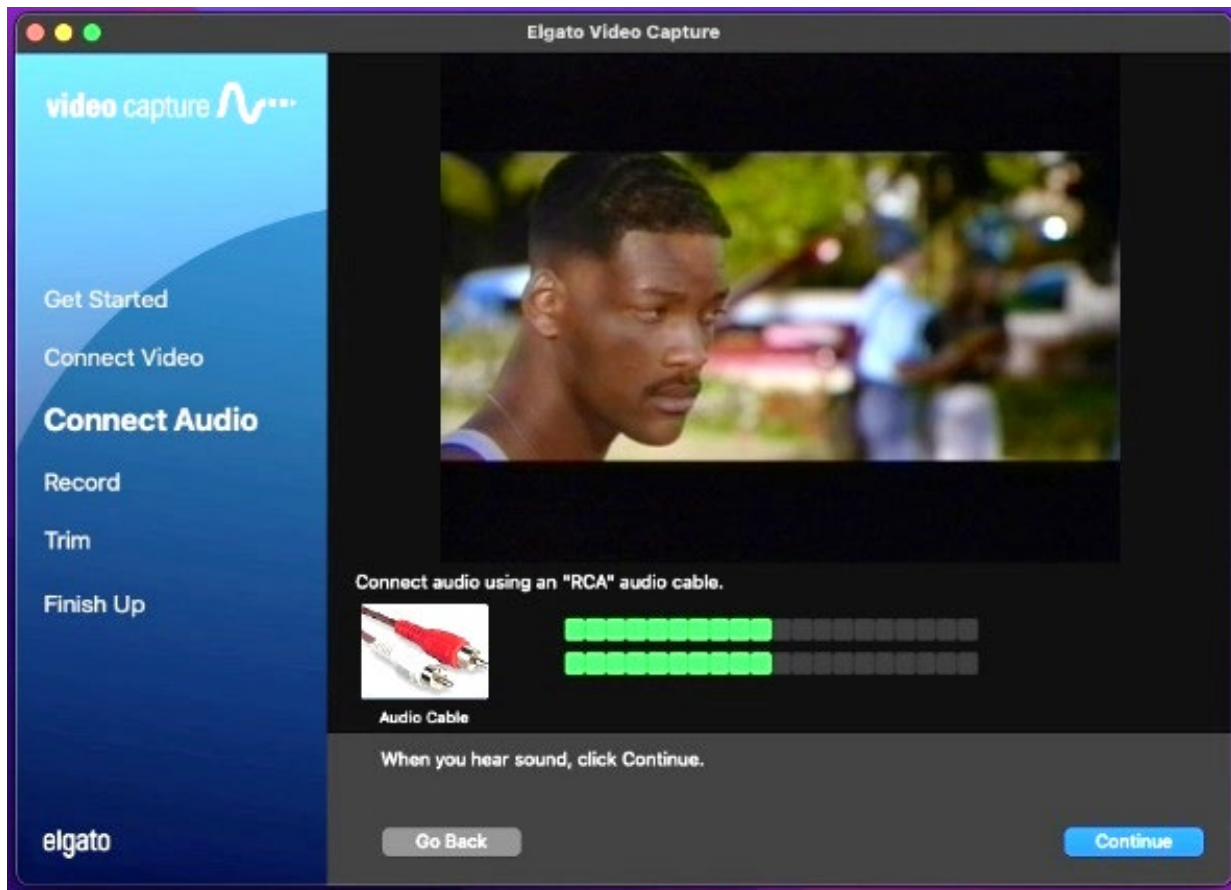 Elgato Video Capture
video capture
Get Started
Connect Video
Connect Audio
Record
Trim
Finish Up
Connect audio using an "RCA" audio cable.
Audio Cable
When you hear sound, click Continue.
elgato
Go Back
Continue